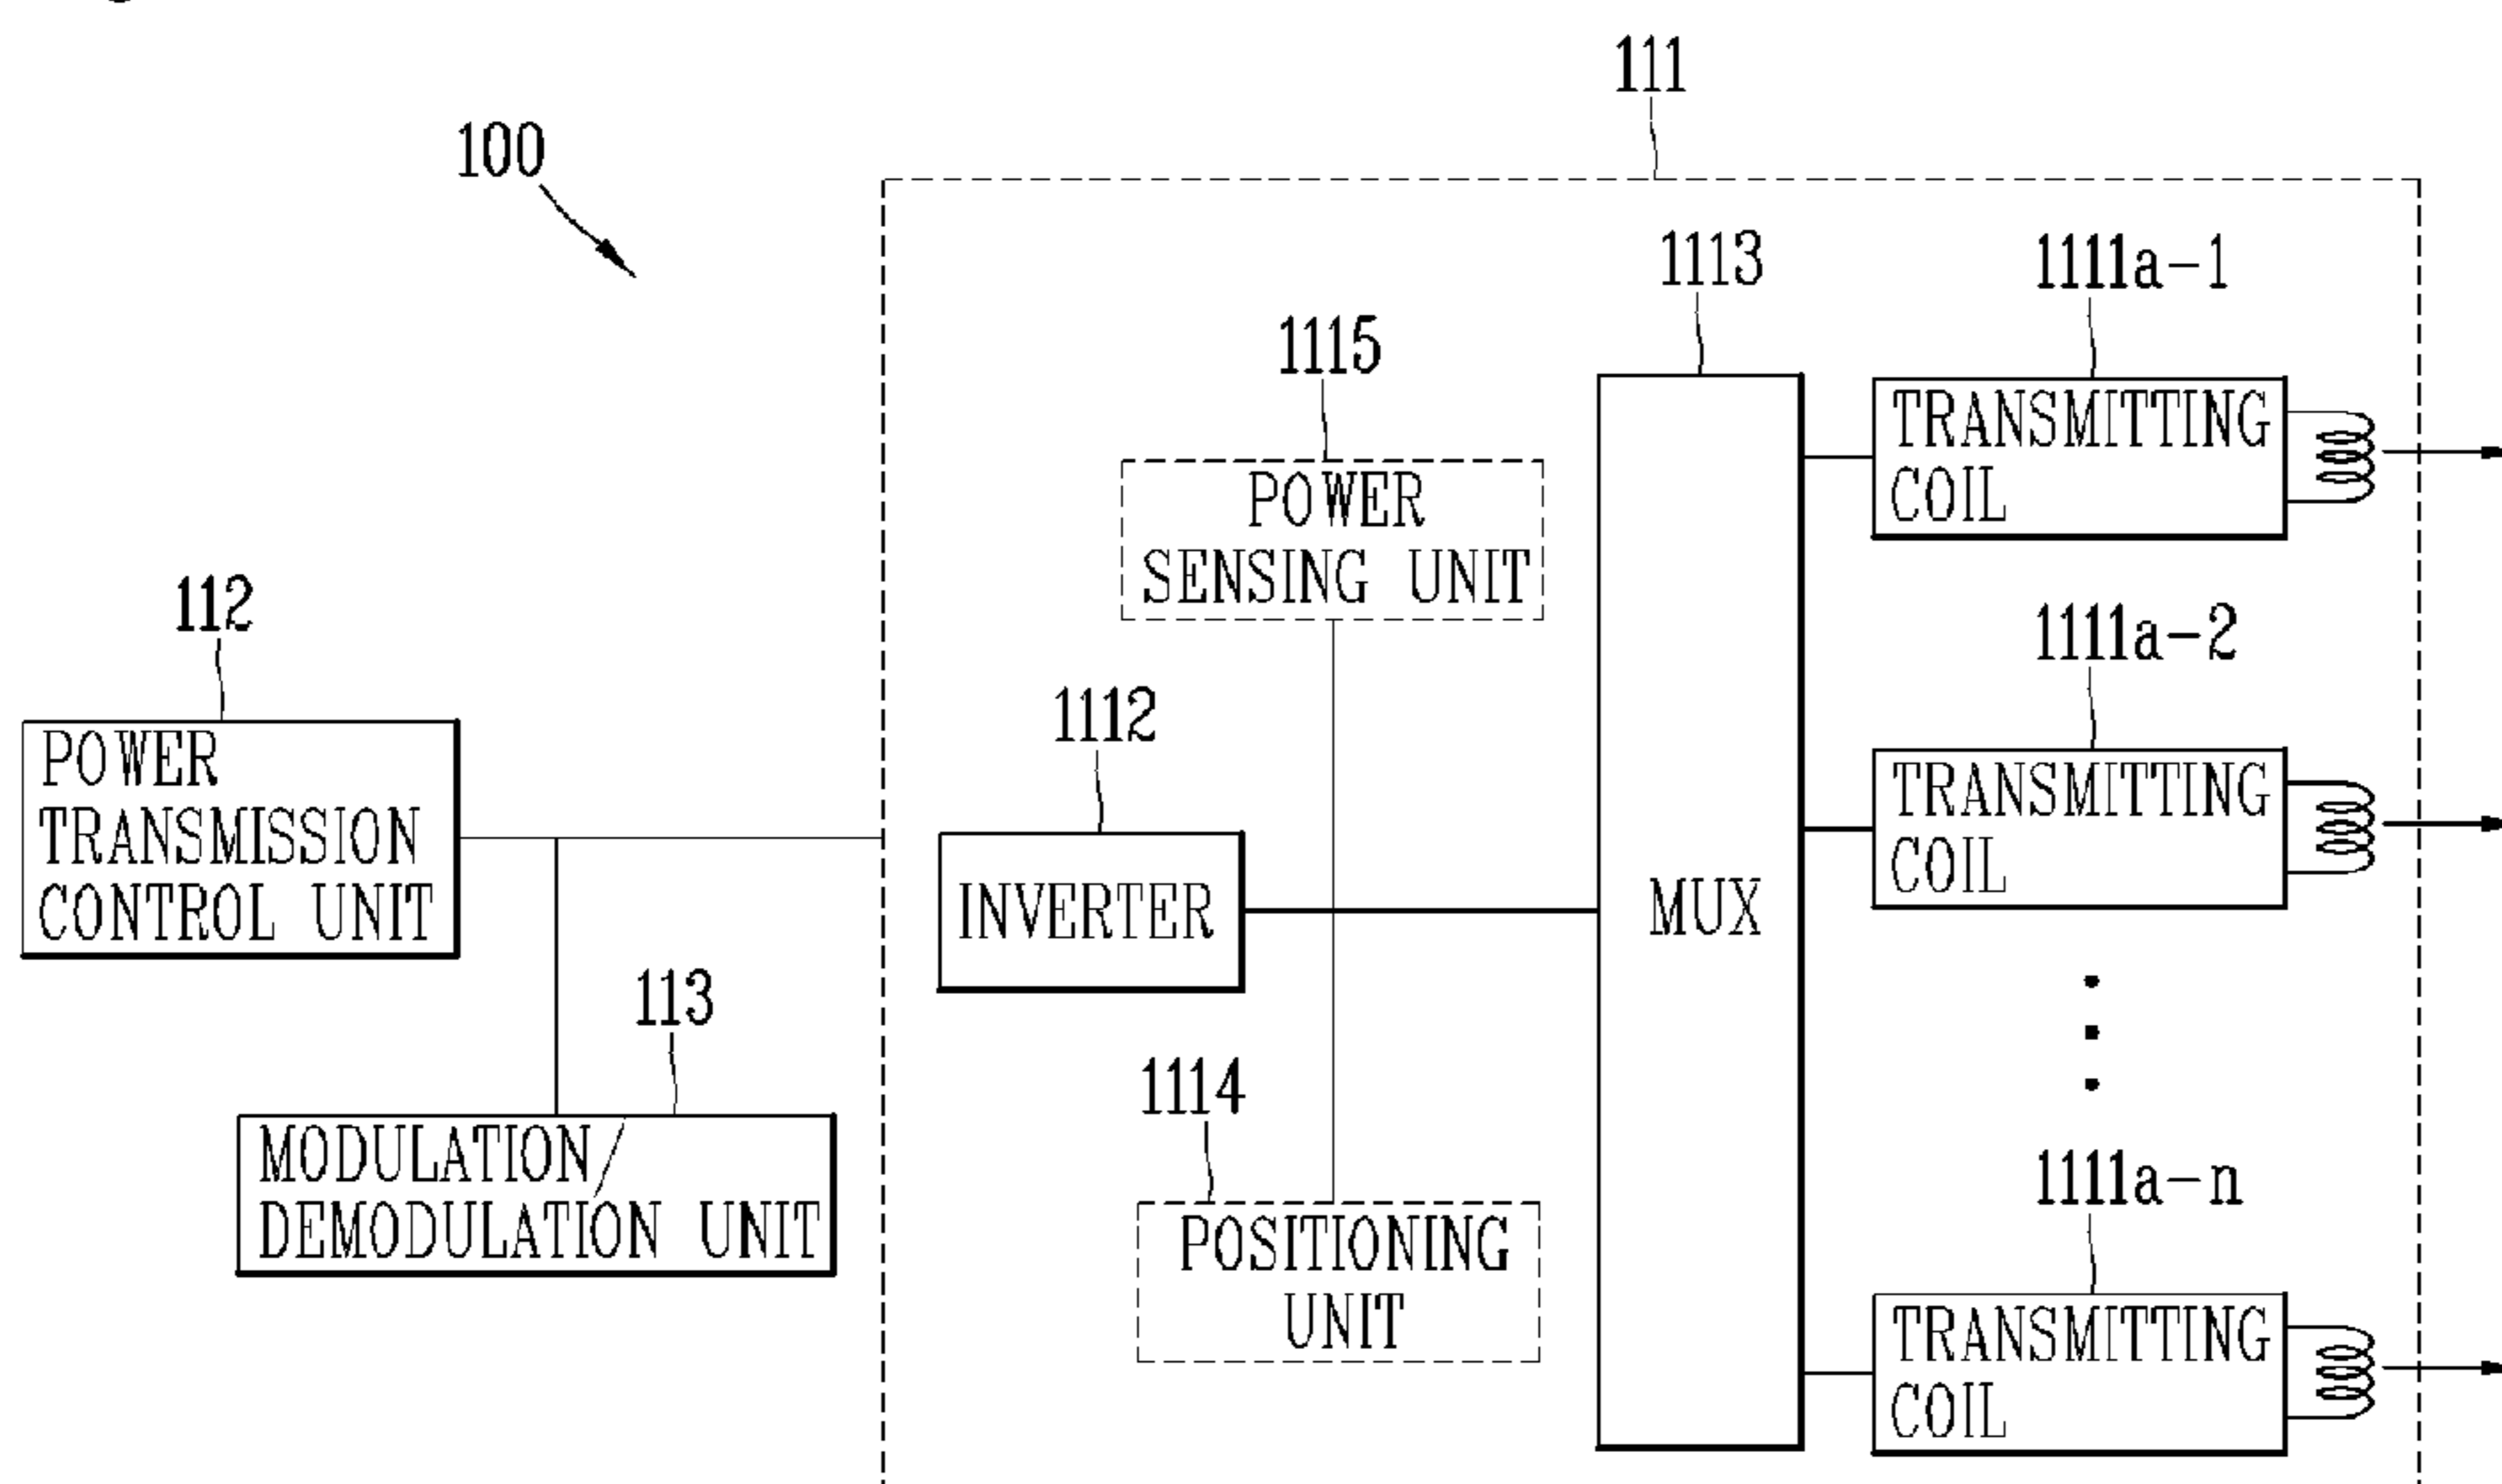 111
100
1113
1111a-1
1115
TRANSMITTING
COIL
POWER
SENSING UNIT
112
1111a-2
1112
POWER
TRANSMISSION
CONTROL UNIT
TRANSMITTING
COIL
INVERTER
MUX
113
1114
MODULATION/
DEMODULATION UNIT
1111a-n
POSITIONING
UNIT
TRANSMITTING
COIL